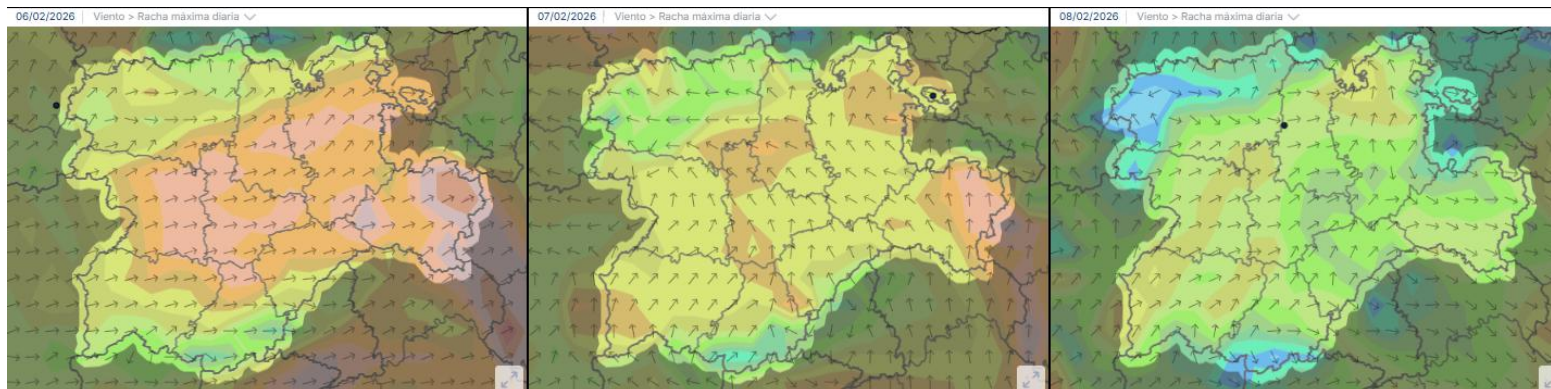 06/02/2026 Viento > Racha máxima diaria
07/02/2026 Viento > Racha máxima diaria
08/02/2026 Viento > Racha máxima diaria